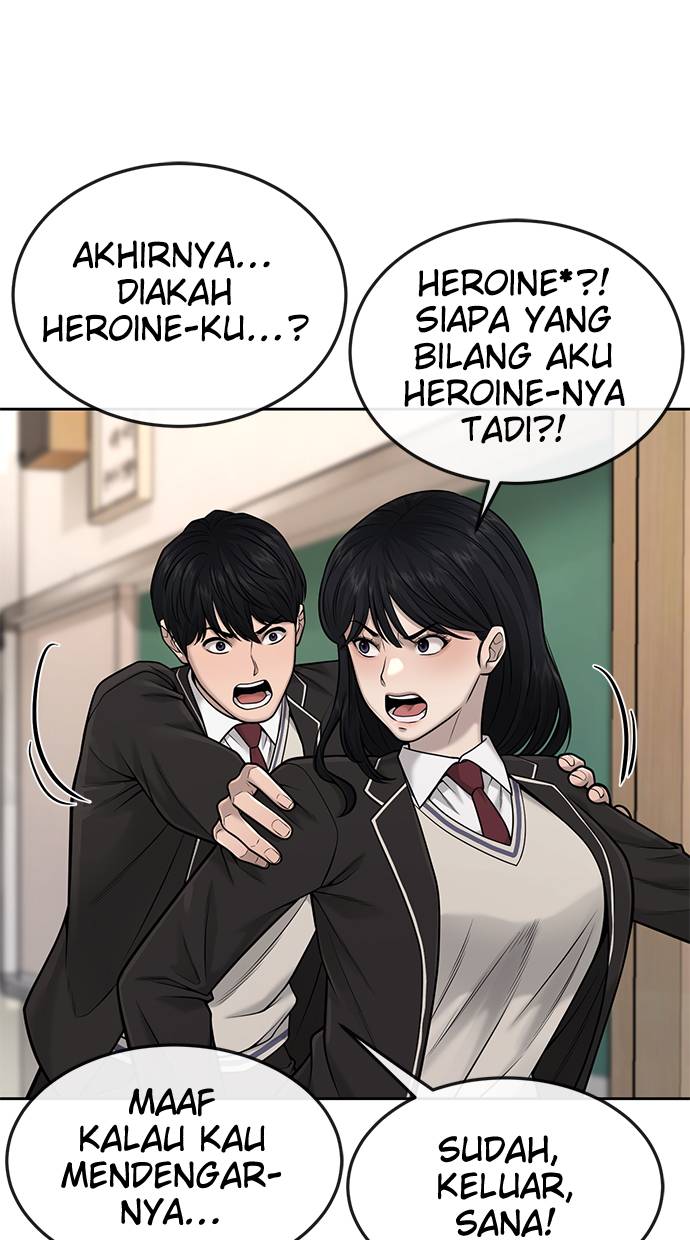 AKHIRNYA...
DIAKAH
HEROINE-KU...?
HEROINE*?!
SIAPA YANG
BILANG AKU
HEROINE-NYA
TADI?!
MAAF
KALAU KAU
MENDENGAR-
NYA...
SUDAH,
KELUAR,
SANA!